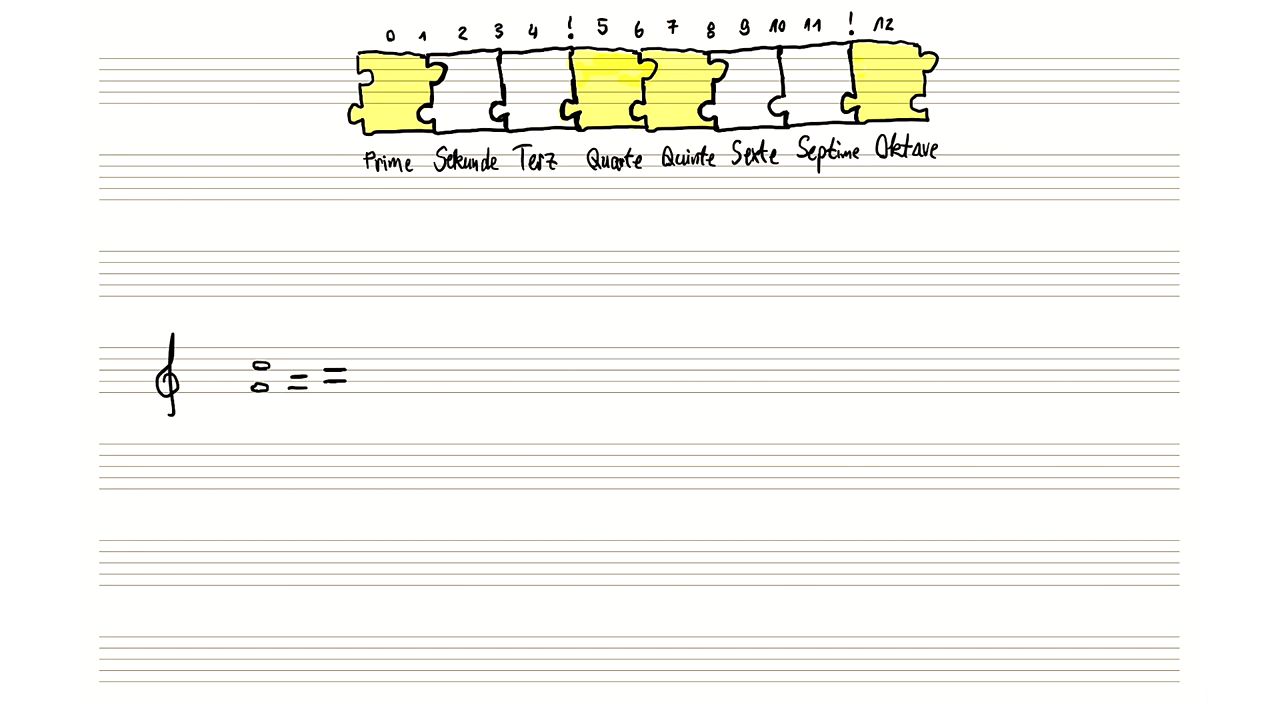 0 1 2 3 4 ! 5 6 7 8 9 10 11 ! 12
Prime Sekunde Terz Quarte Quinte Sexte Septime Oktave
= =